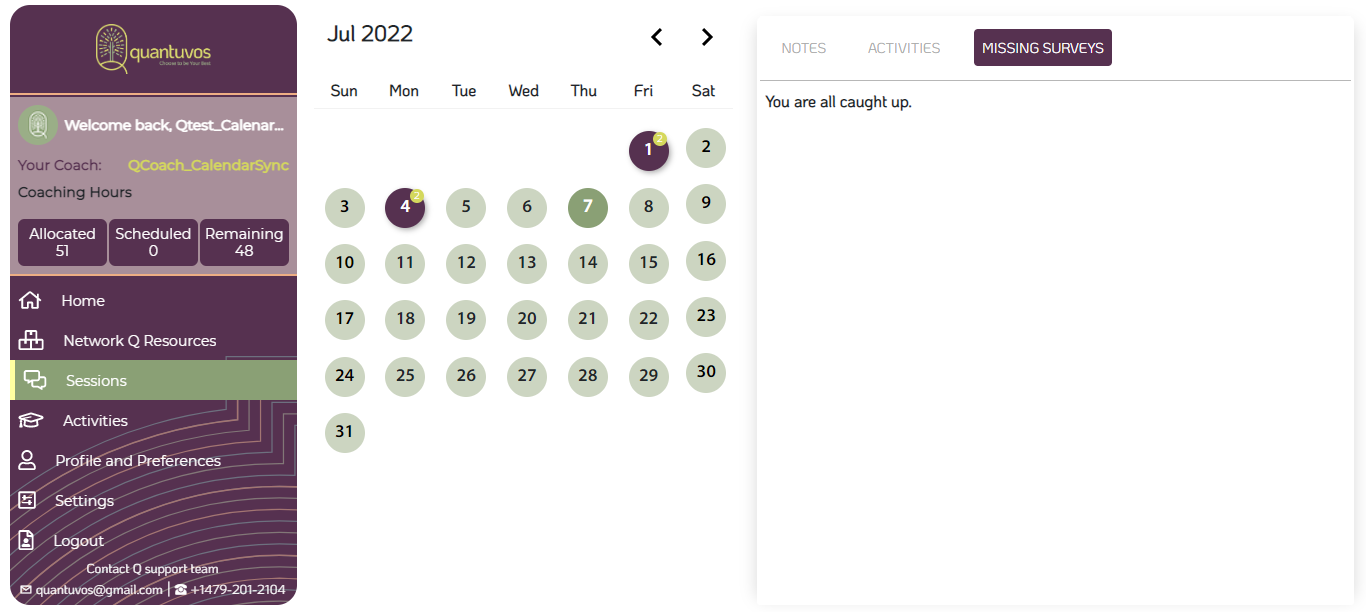 quantuvos
Choose to be Your Best
Welcome back, Qtest_Calenar...
Your Coach: QCoach_CalendarSync
Coaching Hours
Allocated Scheduled Remaining
51 0 48
Home
Network Q Resources
Sessions
Activities
Profile and Preferences
Settings
Logout
Contact Q support team
quantuvos@gmail.com | +1479-201-2104
Jul 2022
Sun Mon Tue Wed Thu Fri Sat
1 2 2
3 4 2 5 6 7 8 9
10 11 12 13 14 15 16
17 18 19 20 21 22 23
24 25 26 27 28 29 30
31
NOTES ACTIVITIES MISSING SURVEYS
You are all caught up.